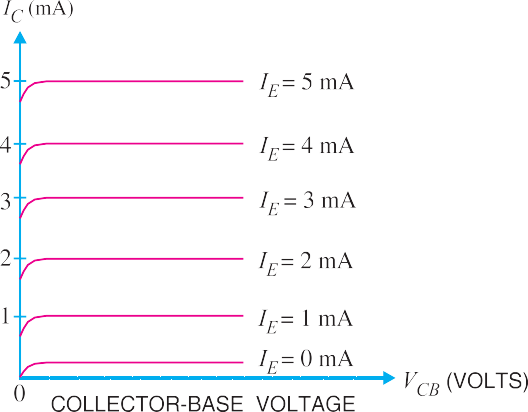 I_C (mA)
5
I_E = 5 mA
4
I_E = 4 mA
3
I_E = 3 mA
2
I_E = 2 mA
1
I_E = 1 mA
I_E = 0 mA
0
V_CB (VOLTS)
COLLECTOR-BASE VOLTAGE